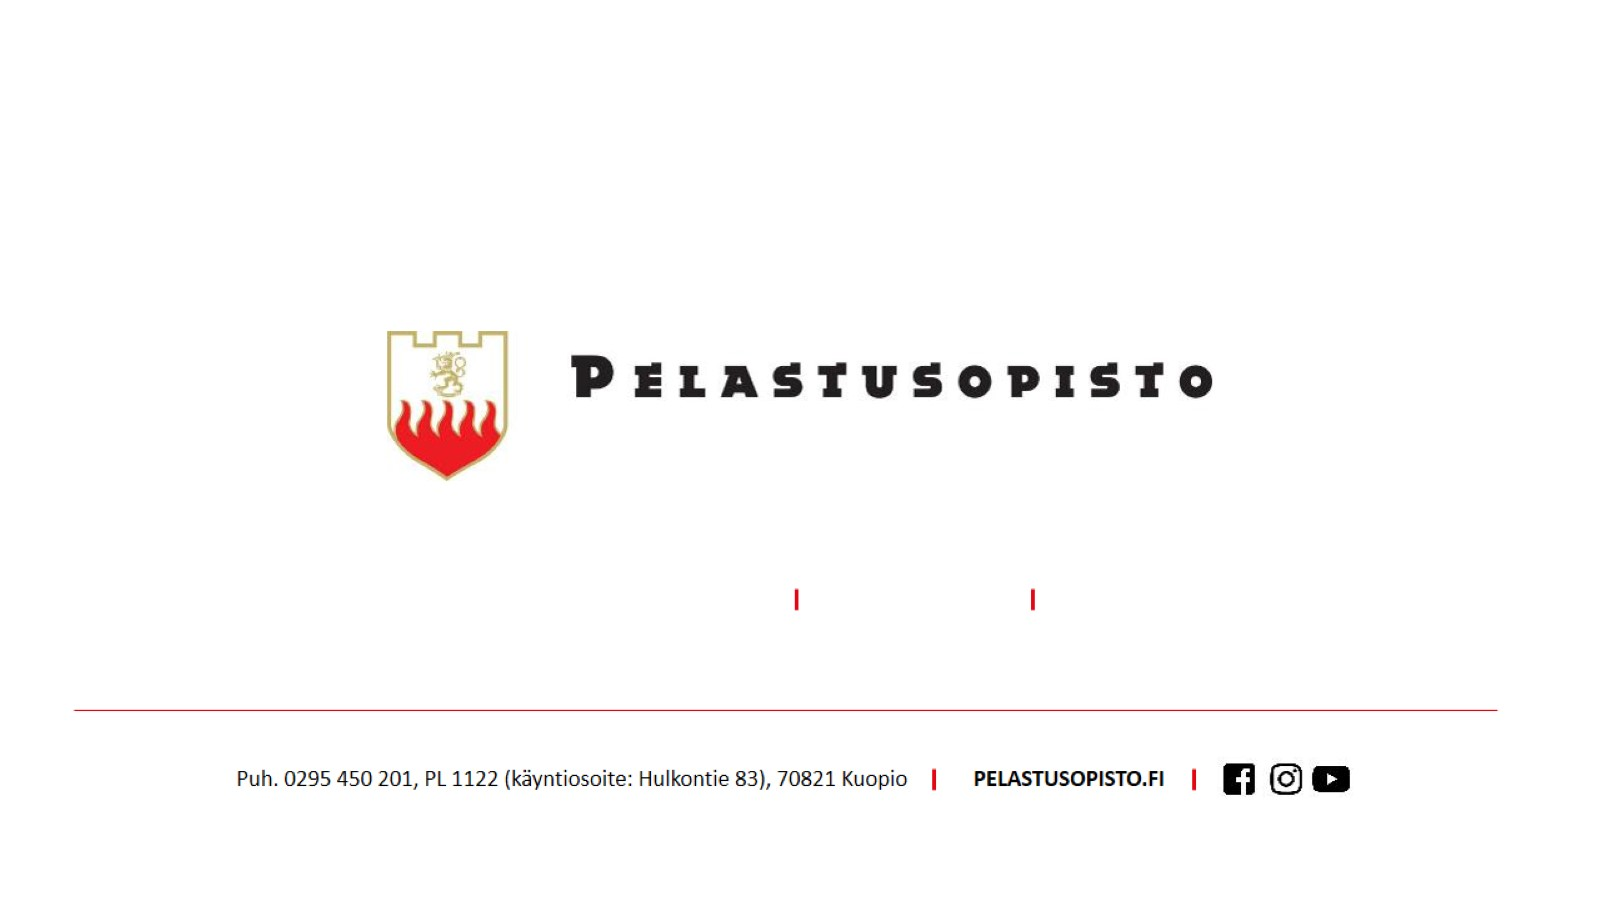 PELASTUSOPISTO
Puh. 0295 450 201, PL 1122 (käyntiosoite: Hulkontie 83), 70821 Kuopio | PELASTUSOPISTO.FI |